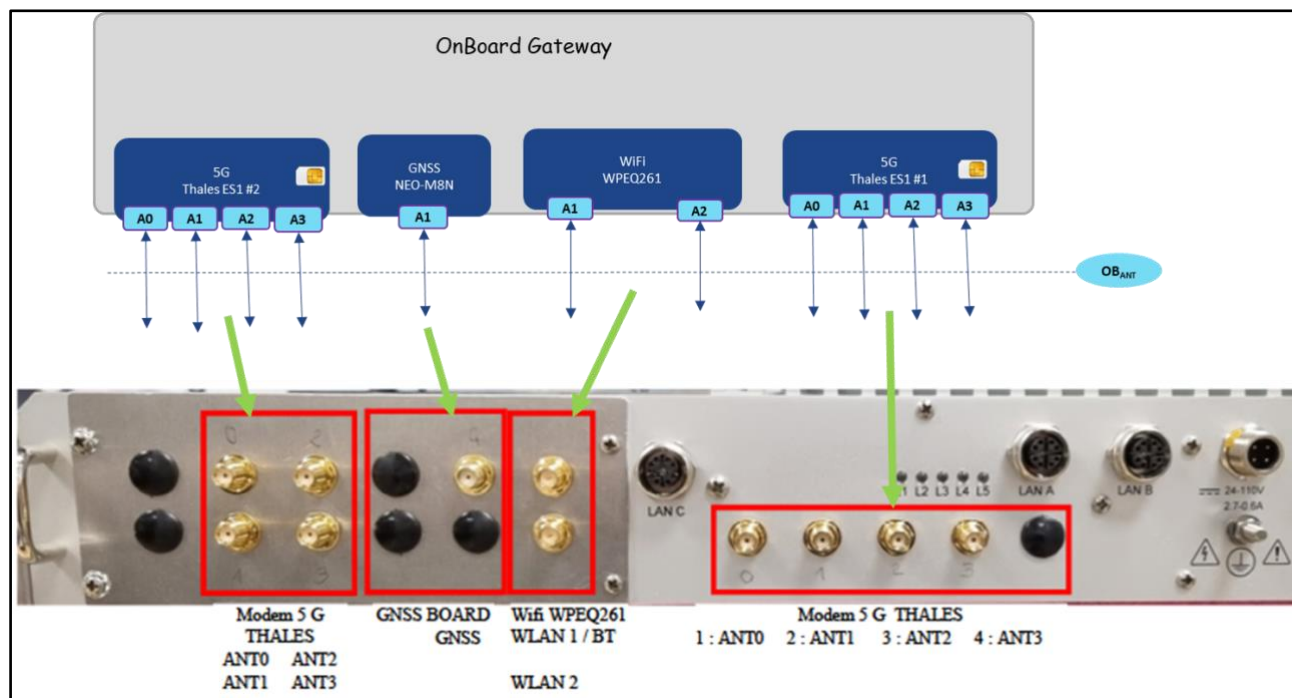 OnBoard Gateway
5G
Thales ES1 #2
GNSS
NEO-M8N
WiFi
WPEQ261
5G
Thales ES1 #1
A0 A1 A2 A3
A1
A1 A2
A0 A1 A2 A3
OBANT
0 2
1 3
LAN C
L2 L3 L4 L5
LAN A
LAN B
24-110V
2.7-0.6A
0 1 2 3
Modem 5 G
THALES
ANT0 ANT2
ANT1 ANT3
GNSS BOARD
GNSS
Wifi WPEQ261
WLAN 1 / BT
WLAN 2
Modem 5 G THALES
1 : ANT0 2 : ANT1 3 : ANT2 4 : ANT3